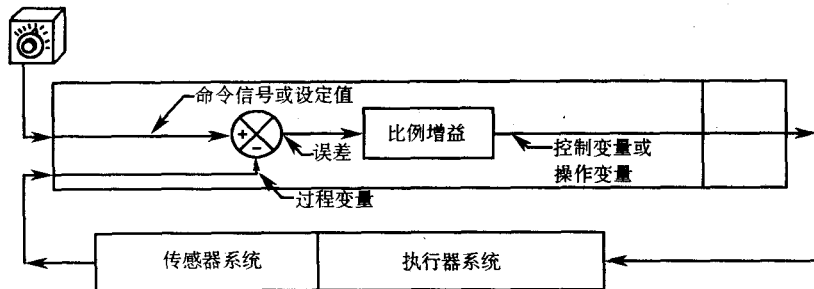 命令信号或设定值
+
−
误差
比例增益
控制变量或
操作变量
过程变量
传感器系统
执行器系统